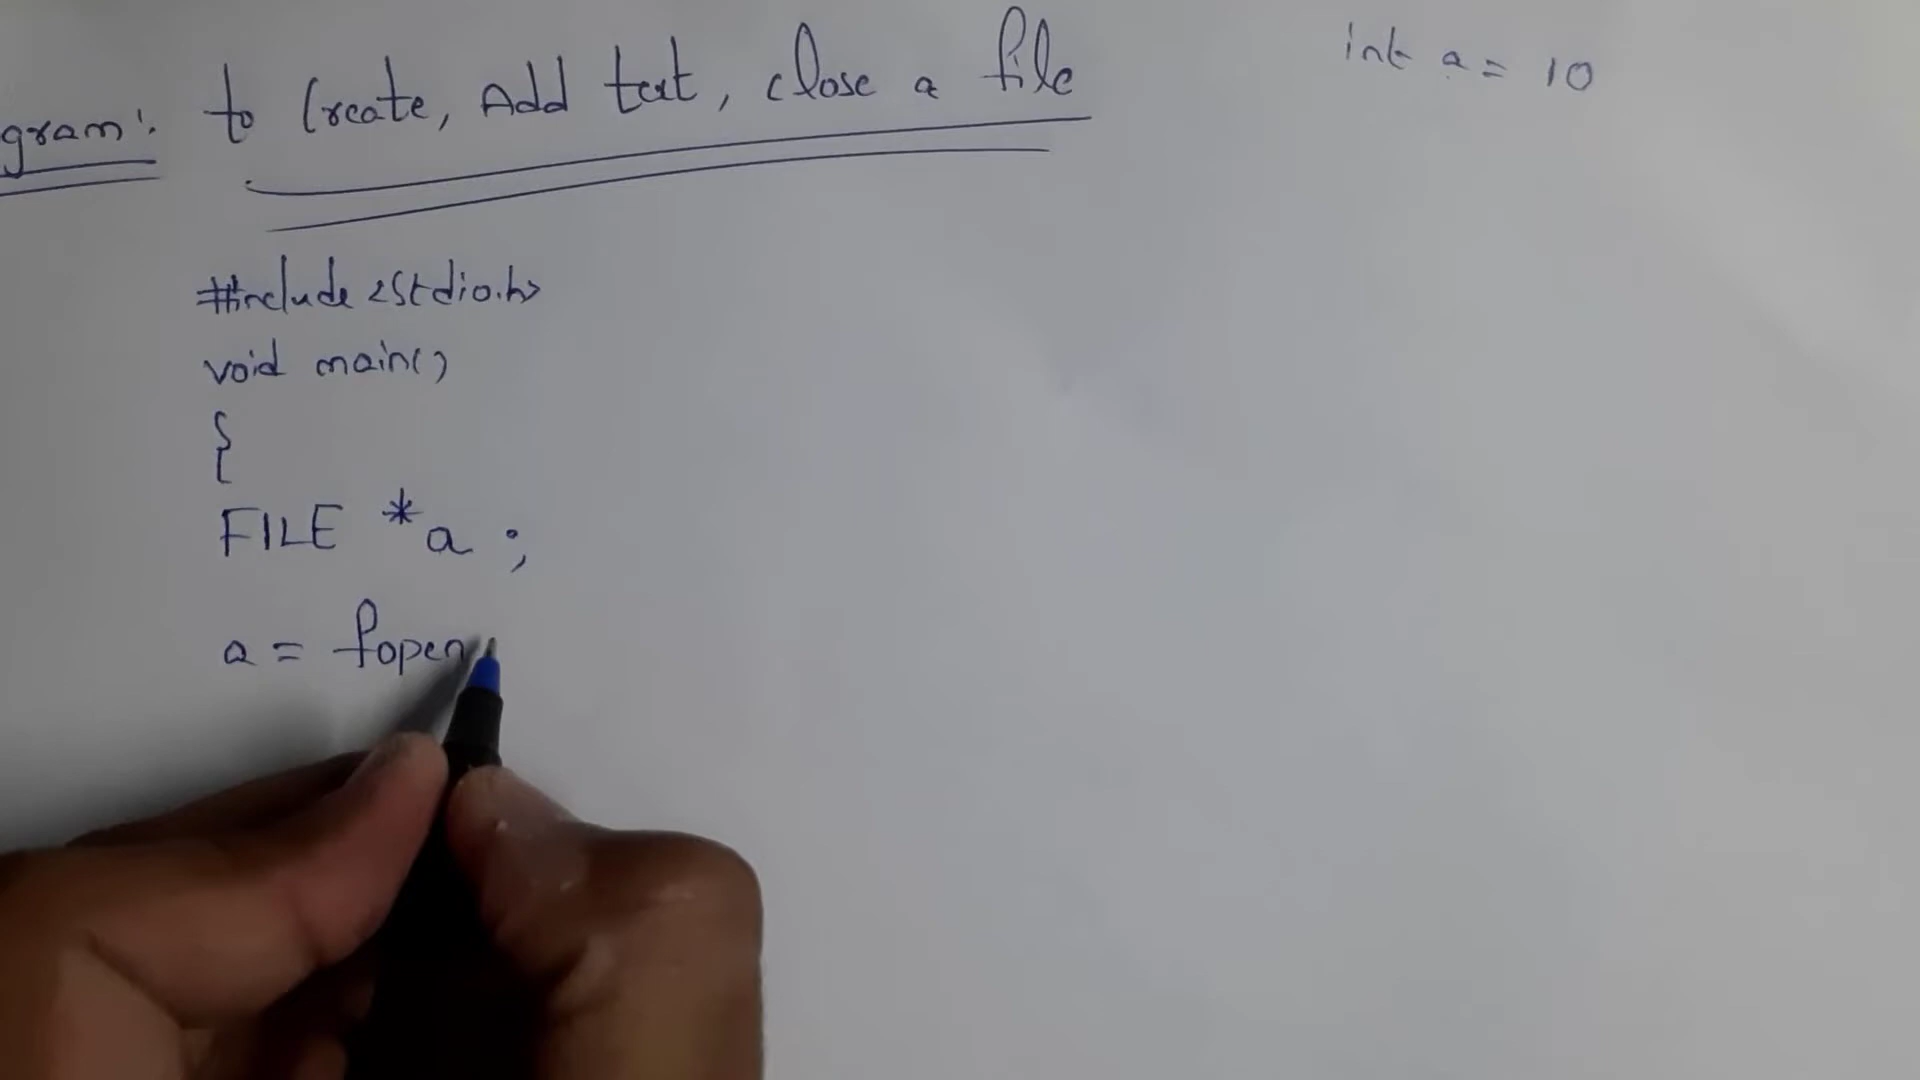 gram: to Create, Add text, close a file
int a = 10
#include <stdio.h>
void main()
{
FILE *a ;
a = fopen